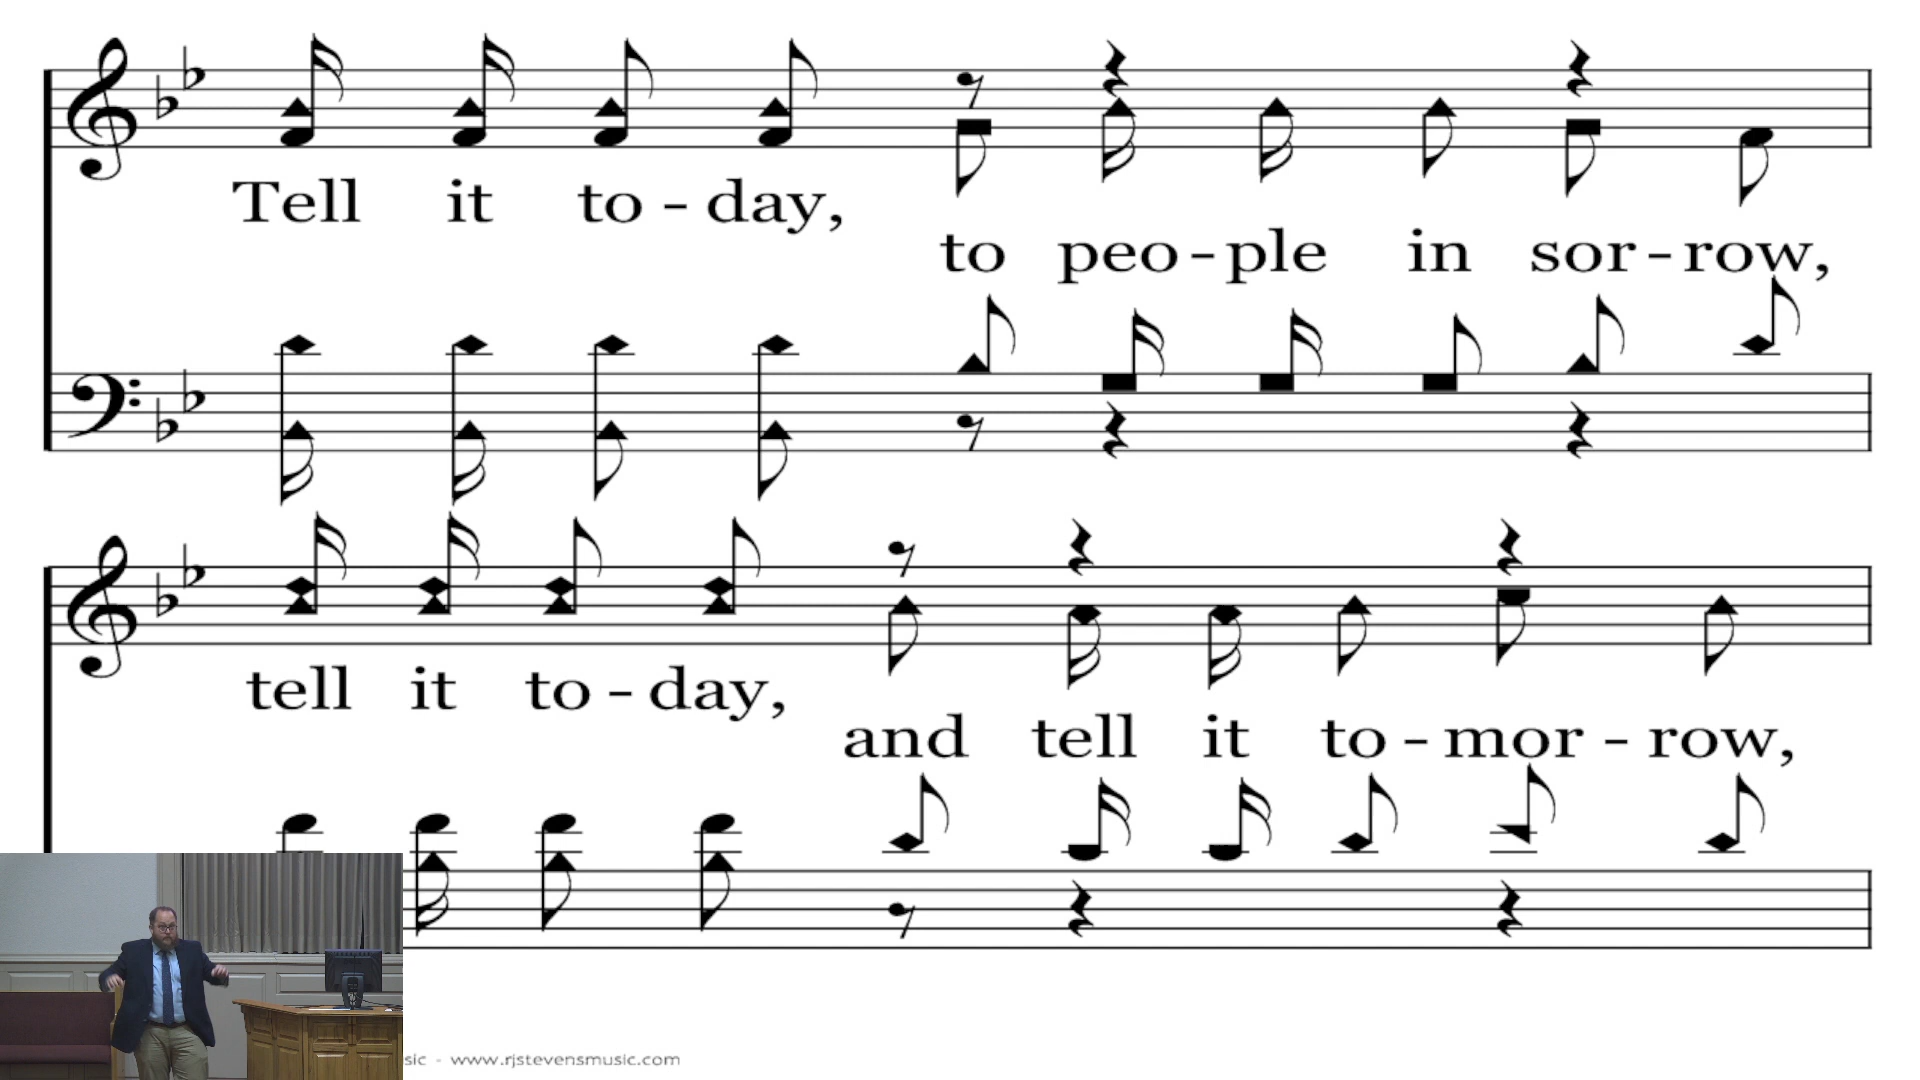 Tell it to - day,
to peo - ple in sor - row,
tell it to - day,
and tell it to - mor - row,
sic - www.rjstevensmusic.com